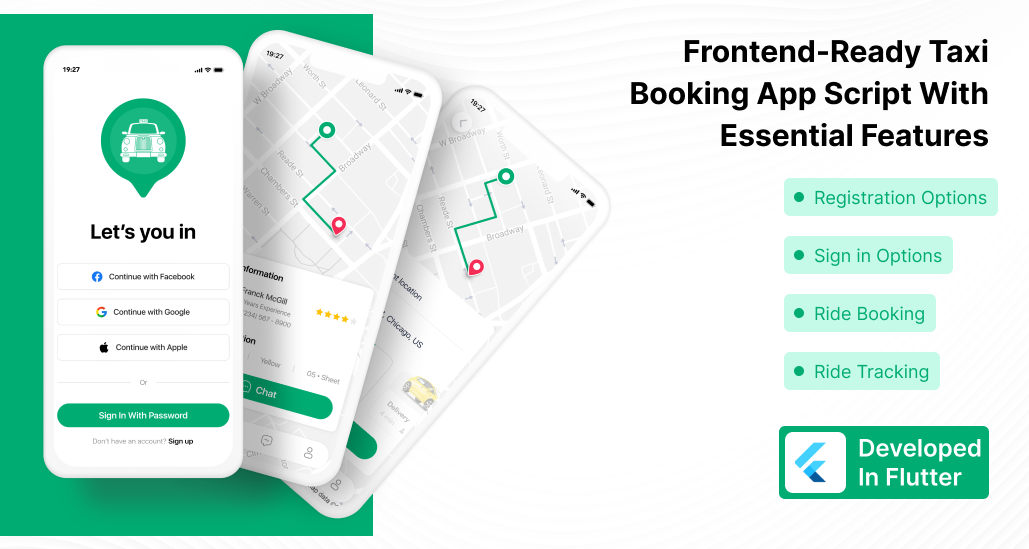 19:27
Let's you in
Continue with Facebook
Continue with Google
Continue with Apple
Or
Sign In With Password
Don't have an account? Sign up
19:27
W Broadway
Worth St
Leonard St
Reade St
Broadway
Chambers St
Warren St
nformation
Franck McGill
Years Experience
(234) 567 - 8900
Yellow
05 • Sheet
Chat
19:27
W Broadway
Worth St
Leonard St
Reade St
Chambers St
Broadway
location
Chicago, US
Delivery
Frontend-Ready Taxi
Booking App Script With
Essential Features
Registration Options
Sign in Options
Ride Booking
Ride Tracking
Developed
In Flutter